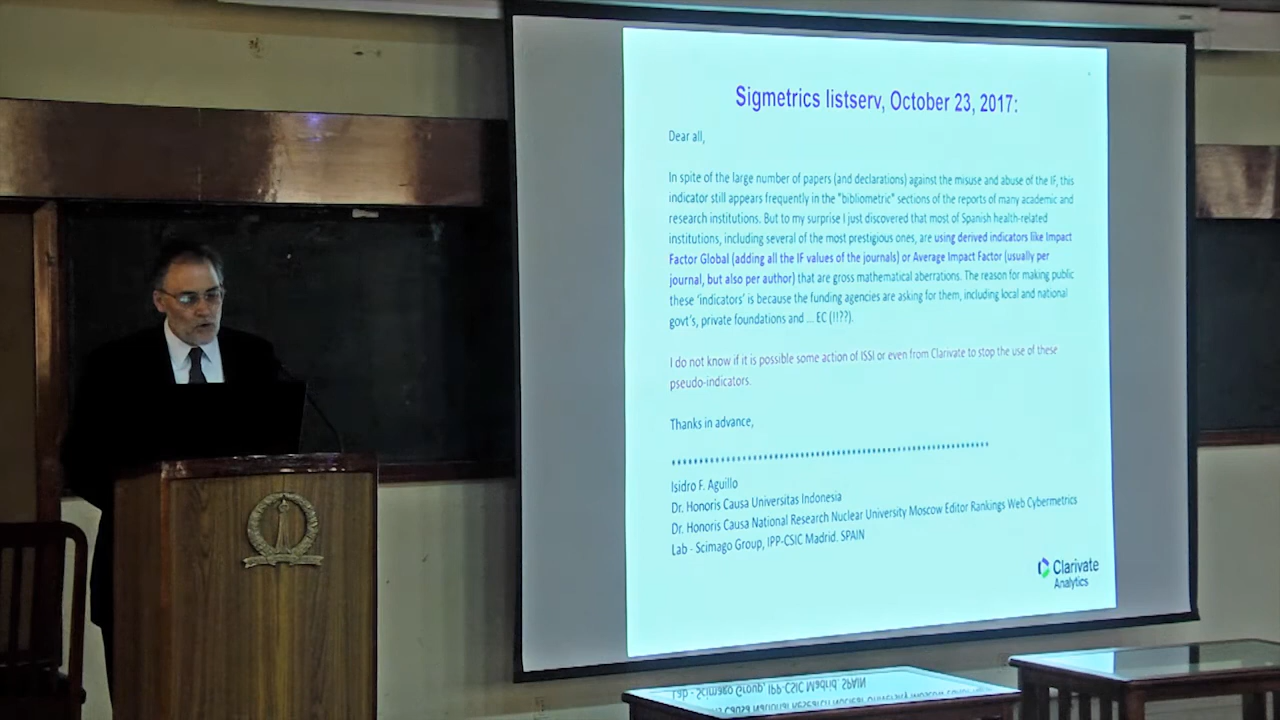 Sigmetrics listserv, October 23, 2017:
Dear all,
In spite of the large number of papers (and declarations) against the misuse and abuse of the IF, this
indicator still appears frequently in the "bibliometric" sections of the reports of many academic and
research institutions. But to my surprise I just discovered that most of Spanish health-related
institutions, including several of the most prestigious ones, are using derived indicators like Impact
Factor Global (adding all the IF values of the journals) or Average Impact Factor (usually per
journal, but also per author) that are gross mathematical aberrations. The reason for making public
these 'indicators' is because the funding agencies are asking for them, including local and national
govt's, private foundations and ... EC (!!??).
I do not know if it is possible some action of ISSI or even from Clarivate to stop the use of these
pseudo-indicators.
Thanks in advance,
Isidro F. Aguillo
Dr. Honoris Causa Universitas Indonesia
Dr. Honoris Causa National Research Nuclear University Moscow Editor Rankings Web Cybermetrics
Lab - Scimago Group, IPP-CSIC Madrid. SPAIN
Clarivate
Analytics